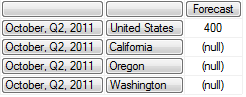 Forecast
October, Q2, 2011 United States 400
October, Q2, 2011 California (null)
October, Q2, 2011 Oregon (null)
October, Q2, 2011 Washington (null)